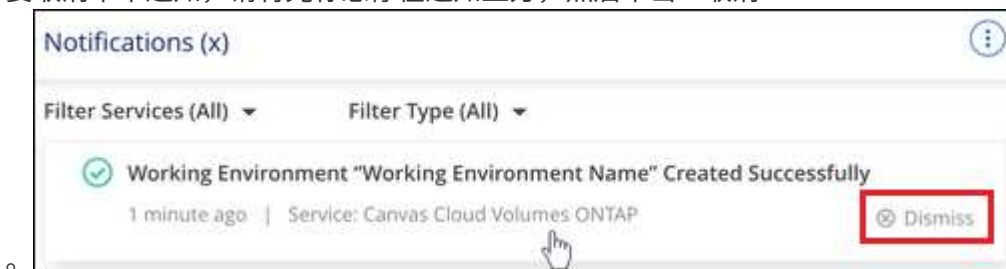 Notifications (x)
Filter Services (All) Filter Type (All)
Working Environment “Working Environment Name” Created Successfully
1 minute ago | Service: Canvas Cloud Volumes ONTAP
Dismiss
。